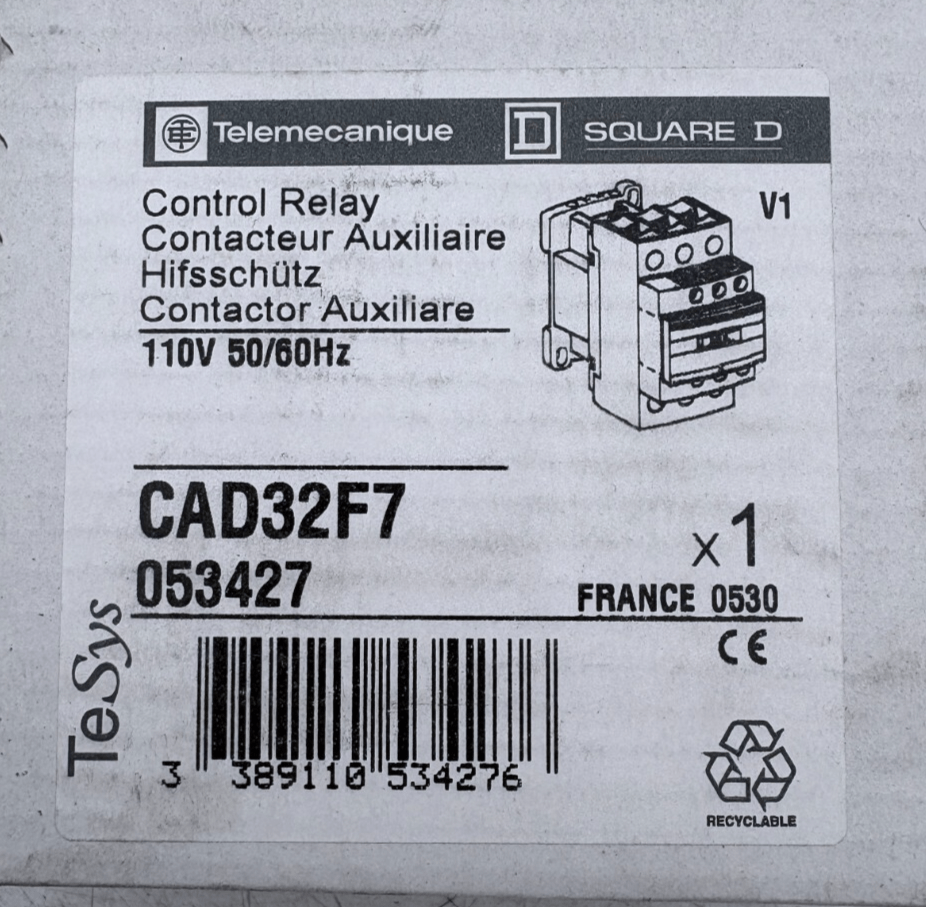 Telemecanique SQUARE D
Control Relay
Contacteur Auxiliaire
Hifsschütz
Contactor Auxiliare
110V 50/60Hz
V1
CAD32F7
053427
x1
FRANCE 0530
CE
TeSys
3 389110 534276
RECYCLABLE